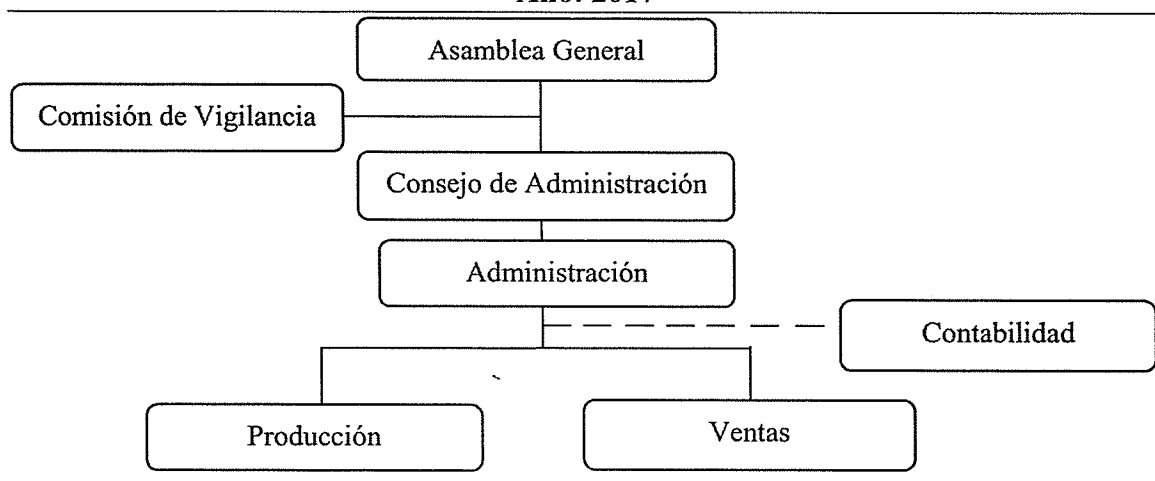 Asamblea General
Comisión de Vigilancia
Consejo de Administración
Administración
Contabilidad
Producción
Ventas